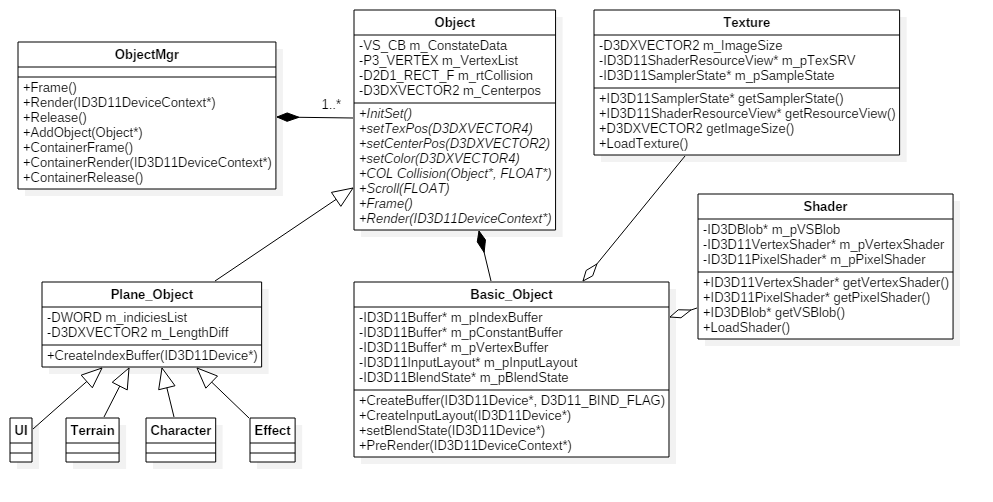 ObjectMgr
+Frame()
+Render(ID3D11DeviceContext*)
+Release()
+AddObject(Object*)
+ContainerFrame()
+ContainerRender(ID3D11DeviceContext*)
+ContainerRelease()
1..*
Object
-VS_CB m_ConstateData
-P3_VERTEX m_VertexList
-D2D1_RECT_F m_rtCollision
-D3DXVECTOR2 m_Centerpos
+InitSet()
+setTexPos(D3DXVECTOR4)
+setCenterPos(D3DXVECTOR2)
+setColor(D3DXVECTOR4)
+COL Collision(Object*, FLOAT*)
+Scroll(FLOAT)
+Frame()
+Render(ID3D11DeviceContext*)
Texture
-D3DXVECTOR2 m_ImageSize
-ID3D11ShaderResourceView* m_pTexSRV
-ID3D11SamplerState* m_pSampleState
+ID3D11SamplerState* getSamplerState()
+ID3D11ShaderResourceView* getResourceView()
+D3DXVECTOR2 getImageSize()
+LoadTexture()
Shader
-ID3DBlob* m_pVSBlob
-ID3D11VertexShader* m_pVertexShader
-ID3D11PixelShader* m_pPixelShader
+ID3D11VertexShader* getVertexShader()
+ID3D11PixelShader* getPixelShader()
+ID3DBlob* getVSBlob()
+LoadShader()
Plane_Object
-DWORD m_indiciesList
-D3DXVECTOR2 m_LengthDiff
+CreateIndexBuffer(ID3D11Device*)
Basic_Object
-ID3D11Buffer* m_pIndexBuffer
-ID3D11Buffer* m_pConstantBuffer
-ID3D11Buffer* m_pVertexBuffer
-ID3D11InputLayout* m_pInputLayout
-ID3D11BlendState* m_pBlendState
+CreateBuffer(ID3D11Device*, D3D11_BIND_FLAG)
+CreateInputLayout(ID3D11Device*)
+setBlendState(ID3D11Device*)
+PreRender(ID3D11DeviceContext*)
UI
Terrain
Character
Effect